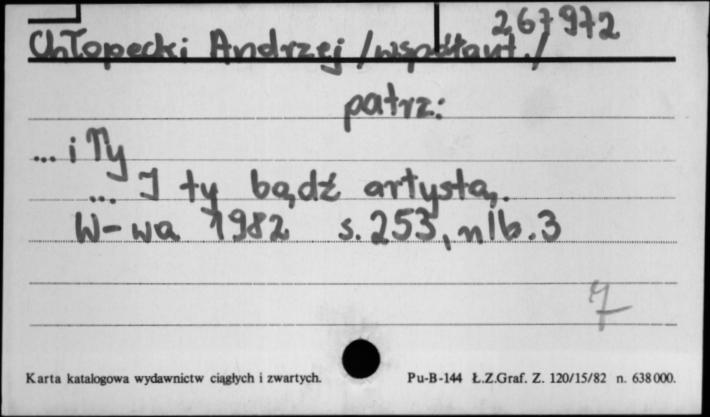 267972
Chłopecki Andrzej /współaut./
patrz:
... i Ty
... I ty bądź artystą.
W-wa 1982 s. 253, nlb. 3
7
Karta katalogowa wydawnictw ciągłych i zwartych. Pu-B-144 Ł.Z.Graf. Z. 120/15/82 n. 638000.